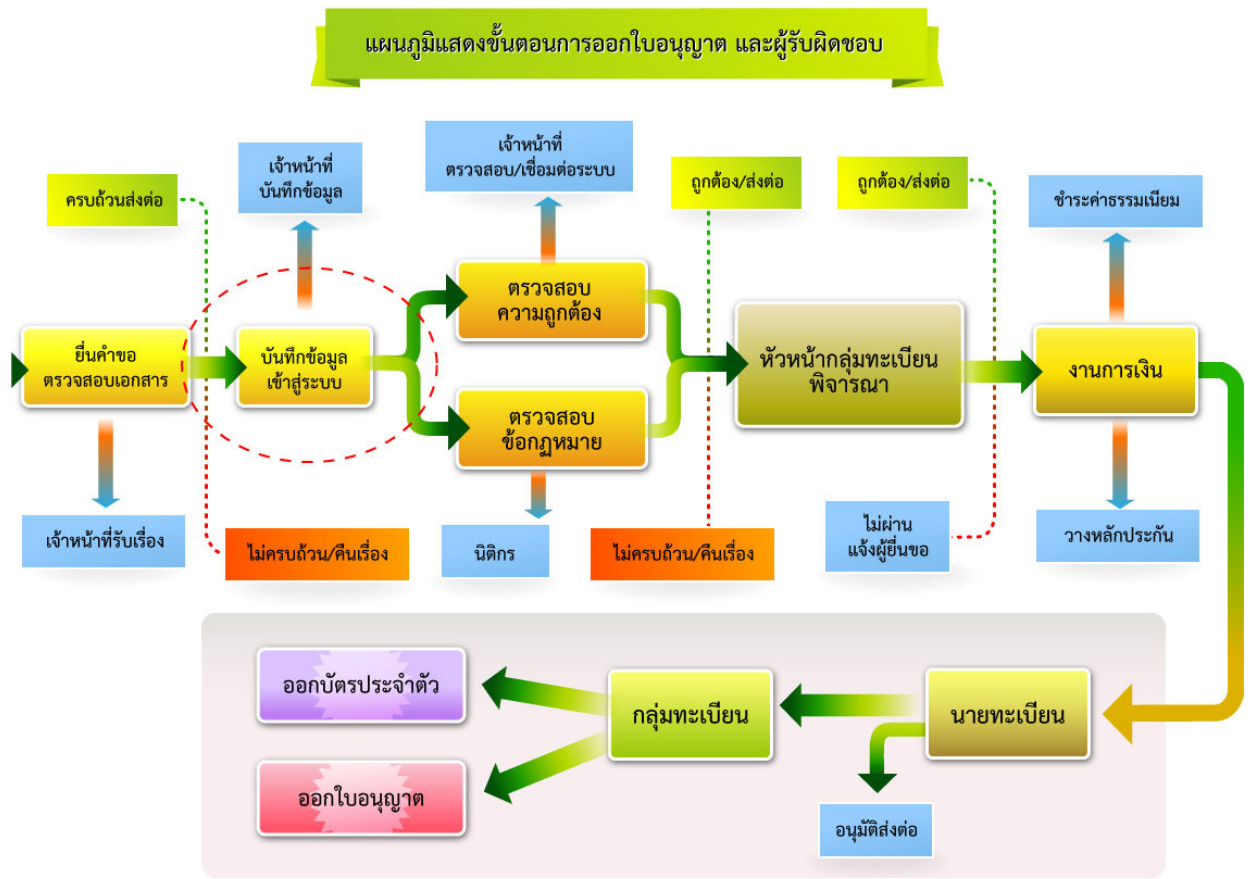 แผนภูมิแสดงขั้นตอนการออกใบอนุญาต และผู้รับผิดชอบ
ครบถ้วนส่งต่อ
เจ้าหน้าที่
บันทึกข้อมูล
เจ้าหน้าที่
ตรวจสอบ/เชื่อมต่อระบบ
ถูกต้อง/ส่งต่อ
ถูกต้อง/ส่งต่อ
ชำระค่าธรรมเนียม
ยื่นคำขอ
ตรวจสอบเอกสาร
บันทึกข้อมูล
เข้าสู่ระบบ
ตรวจสอบ
ความถูกต้อง
ตรวจสอบ
ข้อกฎหมาย
หัวหน้ากลุ่มทะเบียน
พิจารณา
งานการเงิน
เจ้าหน้าที่รับเรื่อง
ไม่ครบถ้วน/คืนเรื่อง
นิติกร
ไม่ครบถ้วน/คืนเรื่อง
ไม่ผ่าน
แจ้งผู้ยื่นขอ
วางหลักประกัน
ออกบัตรประจำตัว
กลุ่มทะเบียน
นายทะเบียน
ออกใบอนุญาต
อนุมัติส่งต่อ